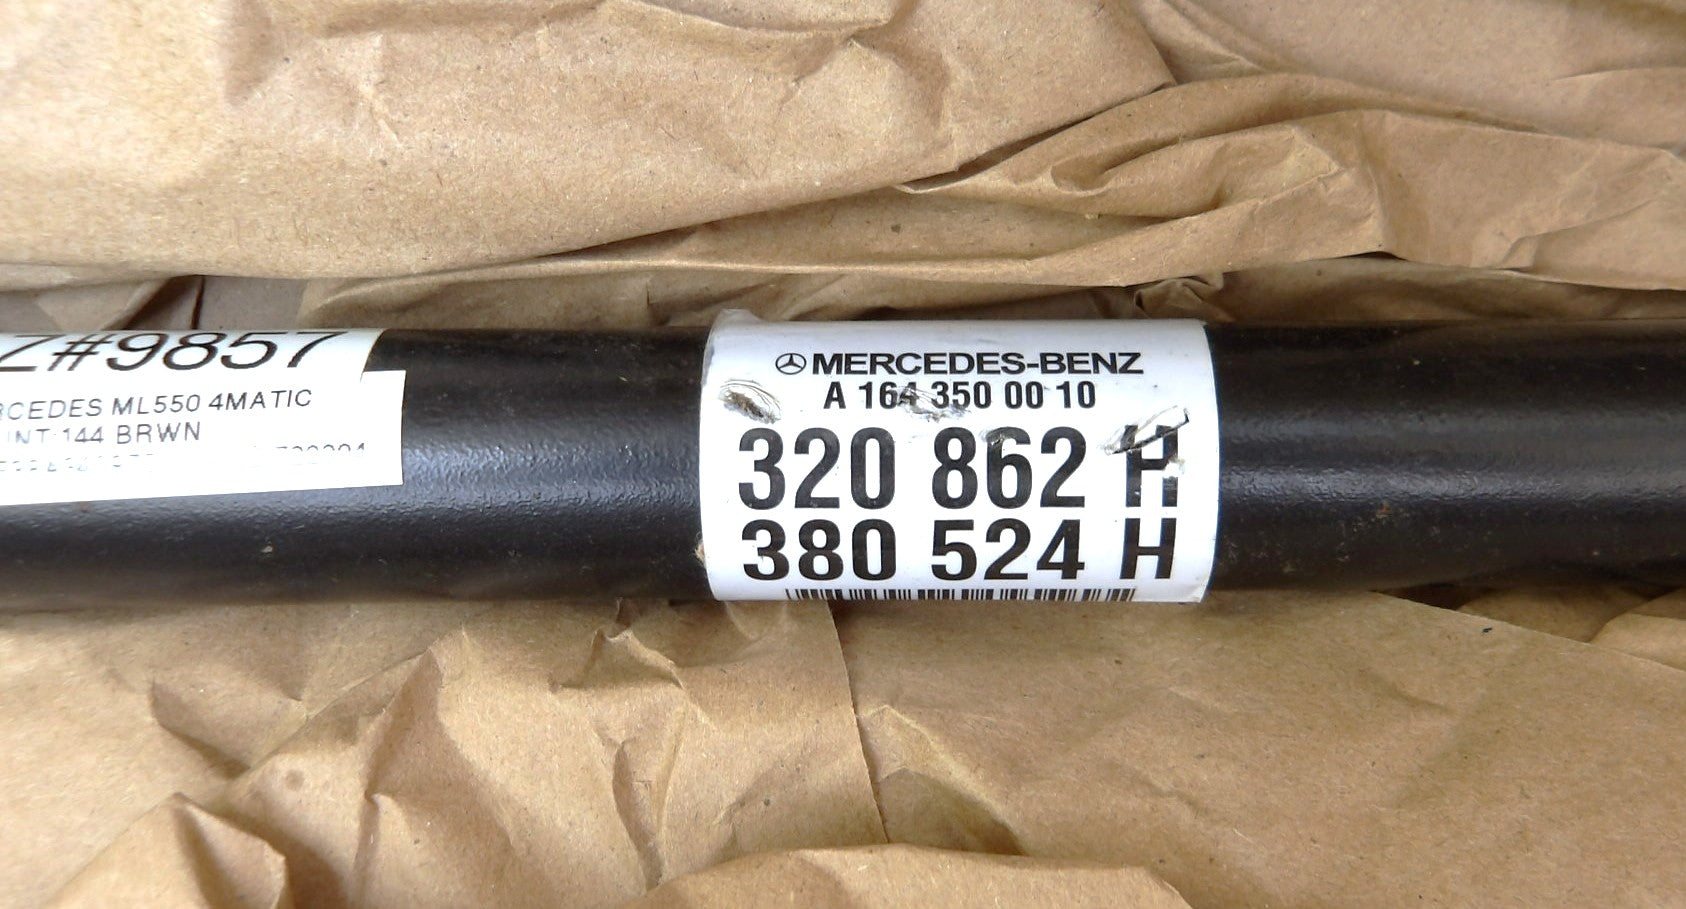 Z#9857
RCEDES ML550 4MATIC
INT:144 BRWN
MERCEDES-BENZ
A 164 350 00 10
320 862 H
380 524 H